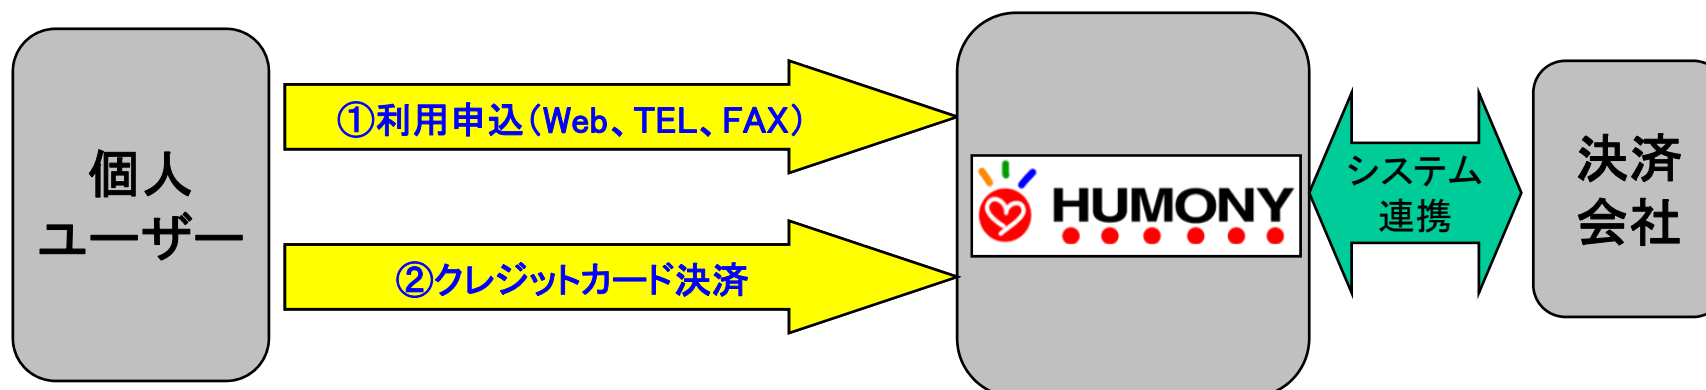 個人
ユーザー
①利用申込(Web、TEL、FAX)
②クレジットカード決済
HUMONY
システム
連携
決済
会社